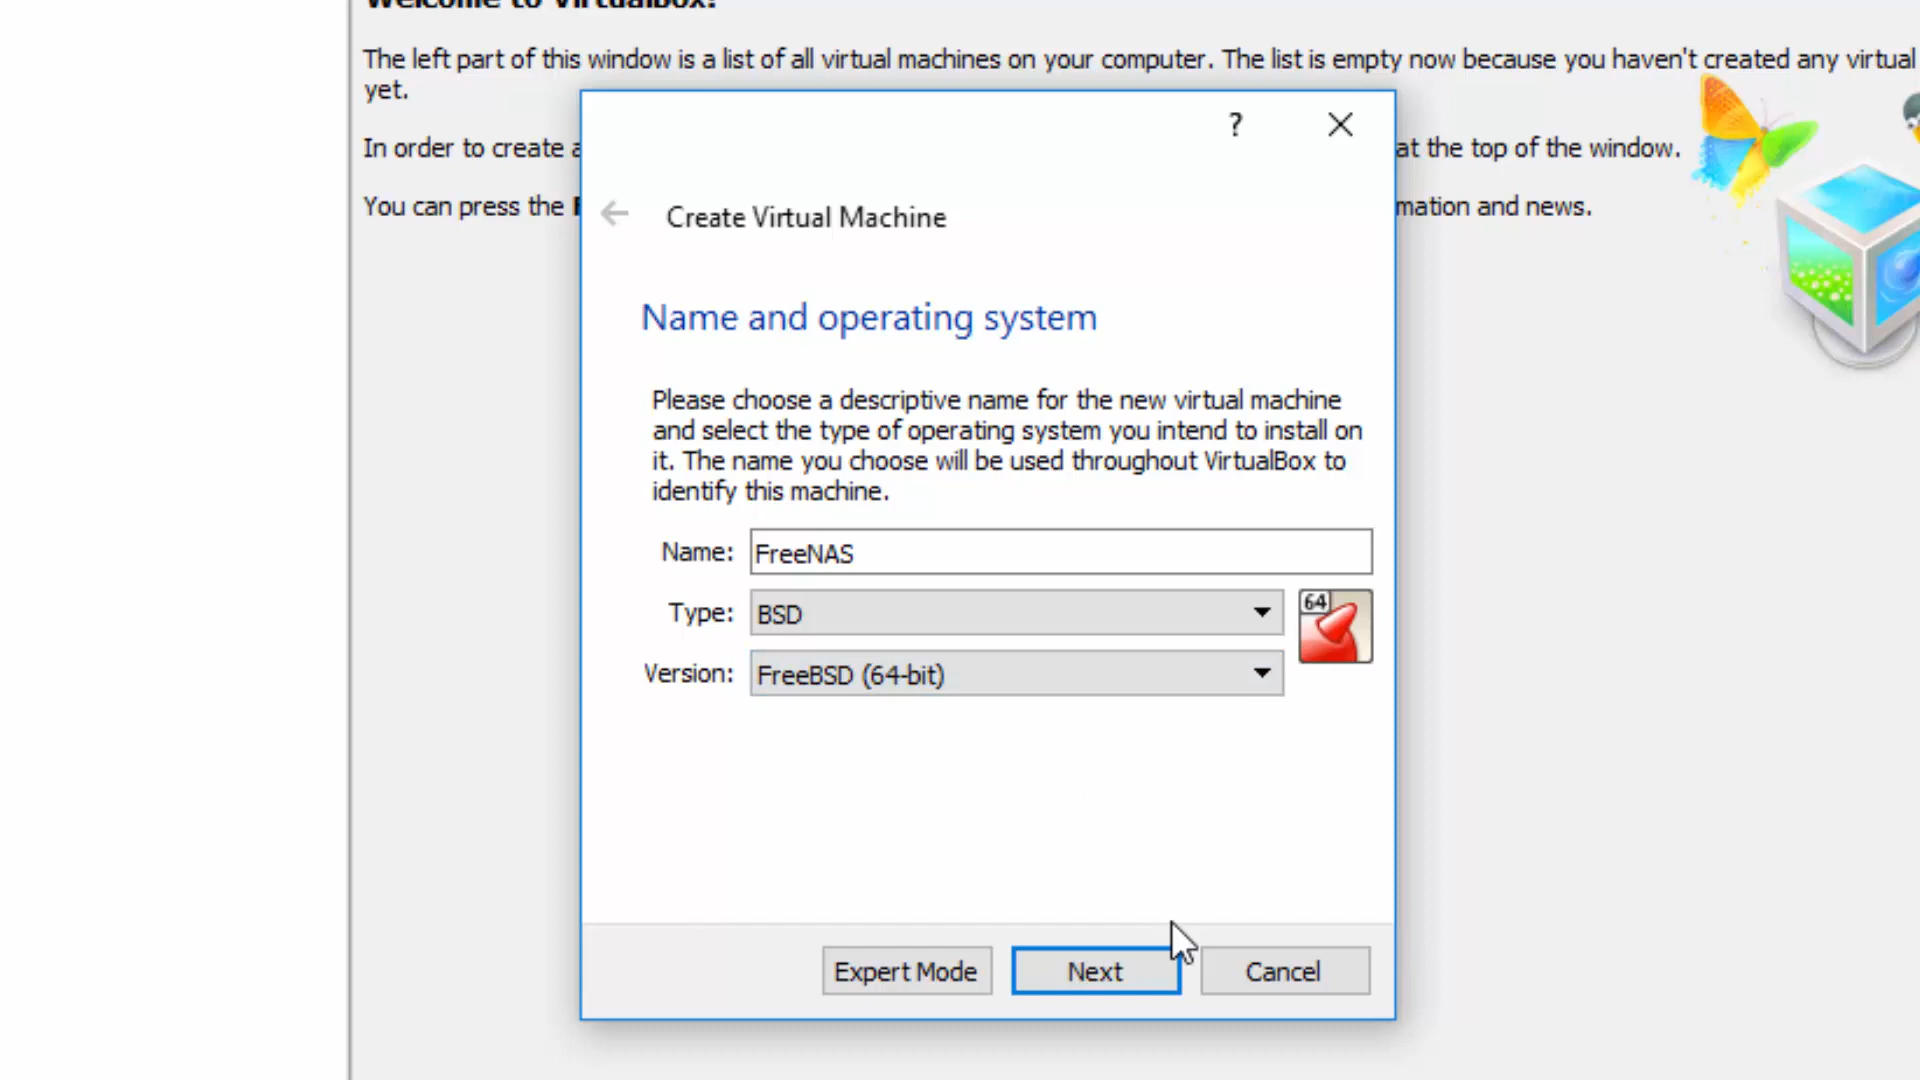 Welcome to VirtualBox!
The left part of this window is a list of all virtual machines on your computer. The list is empty now because you haven't created any virtual
yet.
In order to create a
at the top of the window.
You can press the
mation and news.
?
Create Virtual Machine
Name and operating system
Please choose a descriptive name for the new virtual machine
and select the type of operating system you intend to install on
it. The name you choose will be used throughout VirtualBox to
identify this machine.
Name: FreeNAS
Type: BSD
64
Version: FreeBSD (64-bit)
Expert Mode
Next
Cancel